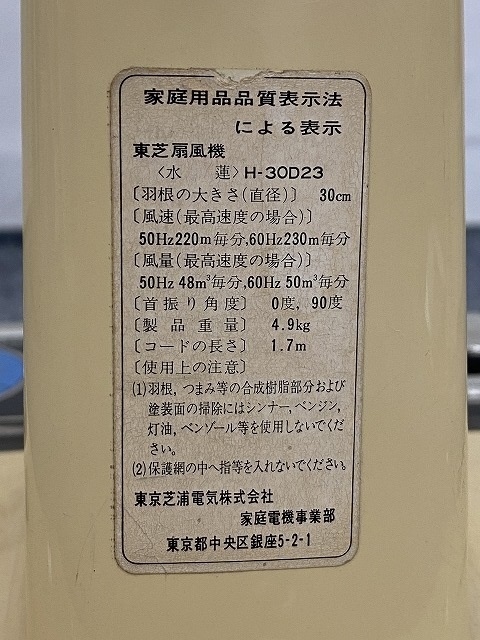 家庭用品品質表示法
による表示
東芝扇風機
〈水 蓮〉H-30D23
〔羽根の大きさ(直径)〕 30cm
〔風速(最高速度の場合)〕
50Hz220m毎分,60Hz230m毎分
〔風量(最高速度の場合)〕
50Hz 48m³毎分,60Hz 50m³毎分
〔首振り角度〕 0度, 90度
〔製品重量〕 4.9kg
〔コードの長さ〕 1.7m
〔使用上の注意〕
(1)羽根,つまみ等の合成樹脂部分および
塗装面の掃除にはシンナー,ベンジン,
灯油,ベンゾール等を使用しないでくだ
さい。
(2)保護網の中へ指等を入れないでください。
東京芝浦電気株式会社
家庭電機事業部
東京都中央区銀座5-2-1